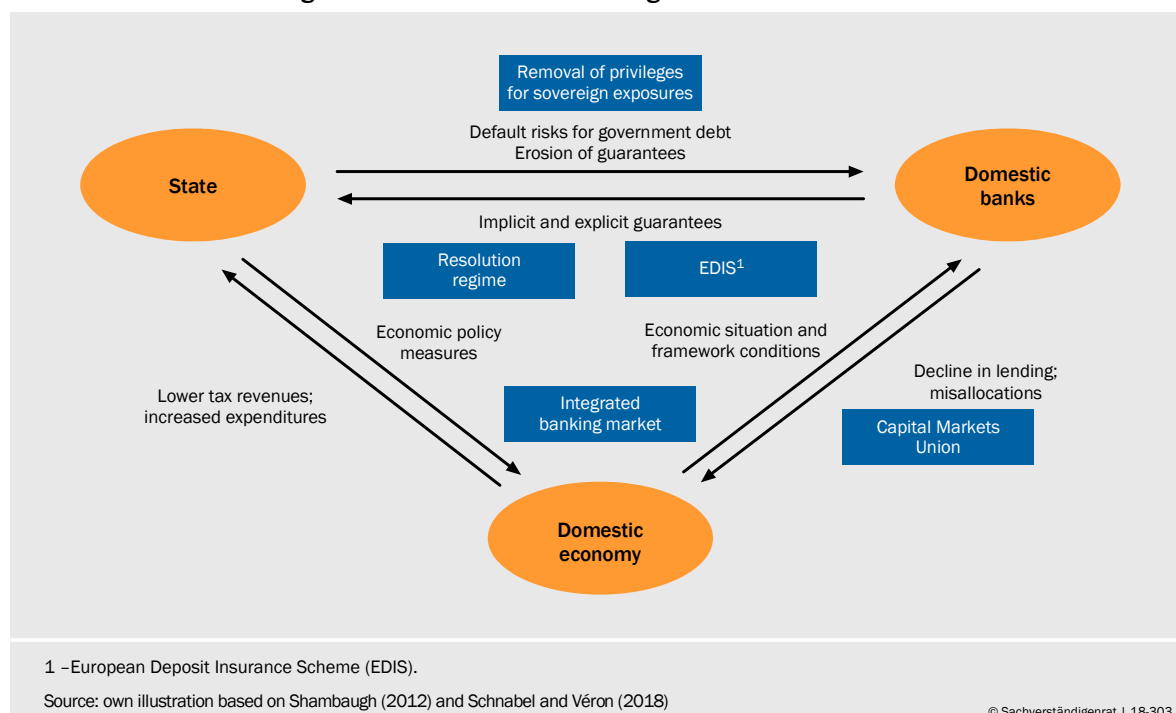 Removal of privileges
for sovereign exposures
Default risks for government debt
Erosion of guarantees
State
Domestic
banks
Implicit and explicit guarantees
Resolution
regime
EDIS1
Economic policy
measures
Economic situation and
framework conditions
Lower tax revenues;
increased expenditures
Decline in lending;
misallocations
Integrated
banking market
Capital Markets
Union
Domestic
economy
1 –European Deposit Insurance Scheme (EDIS).
Source: own illustration based on Shambaugh (2012) and Schnabel and Véron (2018)
© Sachverständigenrat | 18-303